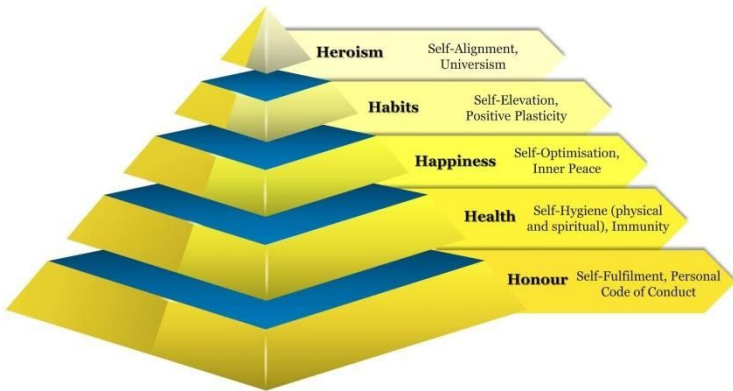 Heroism
Self-Alignment,
Universism
Habits
Self-Elevation,
Positive Plasticity
Happiness
Self-Optimisation,
Inner Peace
Health
Self-Hygiene (physical
and spiritual), Immunity
Honour
Self-Fulfilment, Personal
Code of Conduct